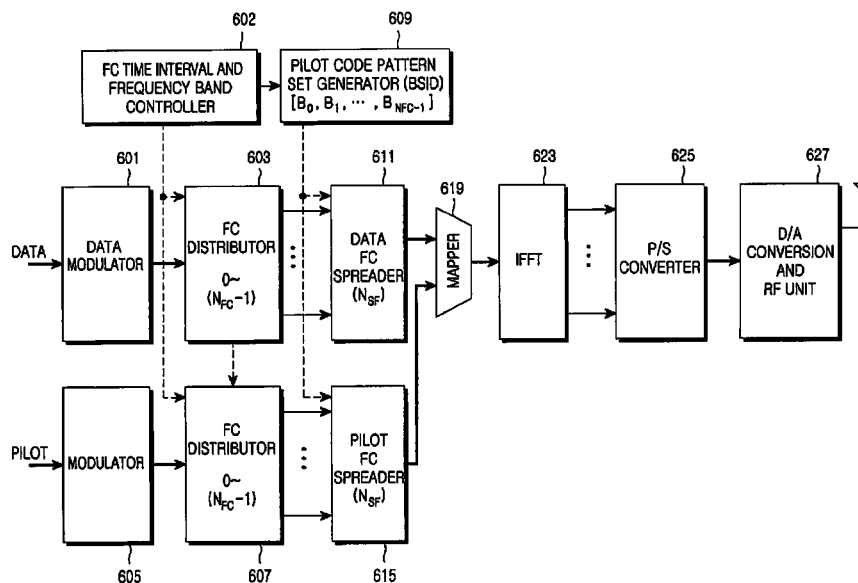 602
609
FC TIME INTERVAL AND
FREQUENCY BAND
CONTROLLER
PILOT CODE PATTERN
SET GENERATOR (BSID)
[B0, B1, ···, BNFC-1]
601
603
611
619
623
625
627
DATA
DATA
MODULATOR
FC
DISTRIBUTOR
0~
(NFC-1)
DATA
FC
SPREADER
(NSF)
MAPPER
IFFT
P/S
CONVERTER
D/A
CONVERSION
AND
RF UNIT
PILOT
MODULATOR
FC
DISTRIBUTOR
0~
(NFC-1)
PILOT
FC
SPREADER
(NSF)
605
607
615